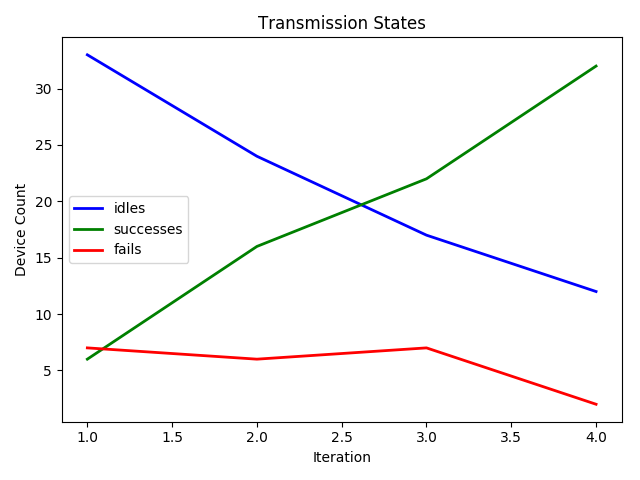 Transmission States
Device Count
30
25
20
15
10
5
idles
successes
fails
1.0 1.5 2.0 2.5 3.0 3.5 4.0
Iteration